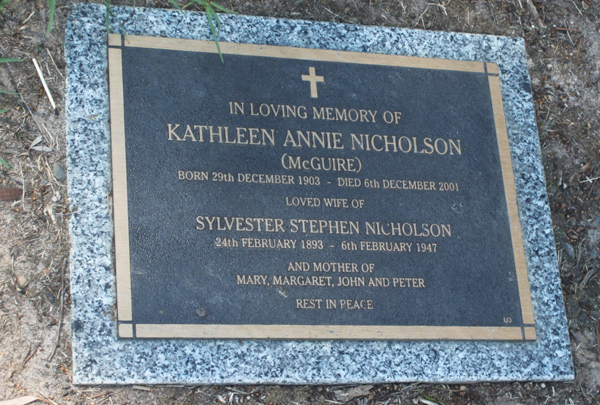 IN LOVING MEMORY OF
KATHLEEN ANNIE NICHOLSON
(McGUIRE)
BORN 29th DECEMBER 1903 - DIED 6th DECEMBER 2001
LOVED WIFE OF
SYLVESTER STEPHEN NICHOLSON
24th FEBRUARY 1893 - 6th FEBRUARY 1947
AND MOTHER OF
MARY, MARGARET, JOHN AND PETER
REST IN PEACE